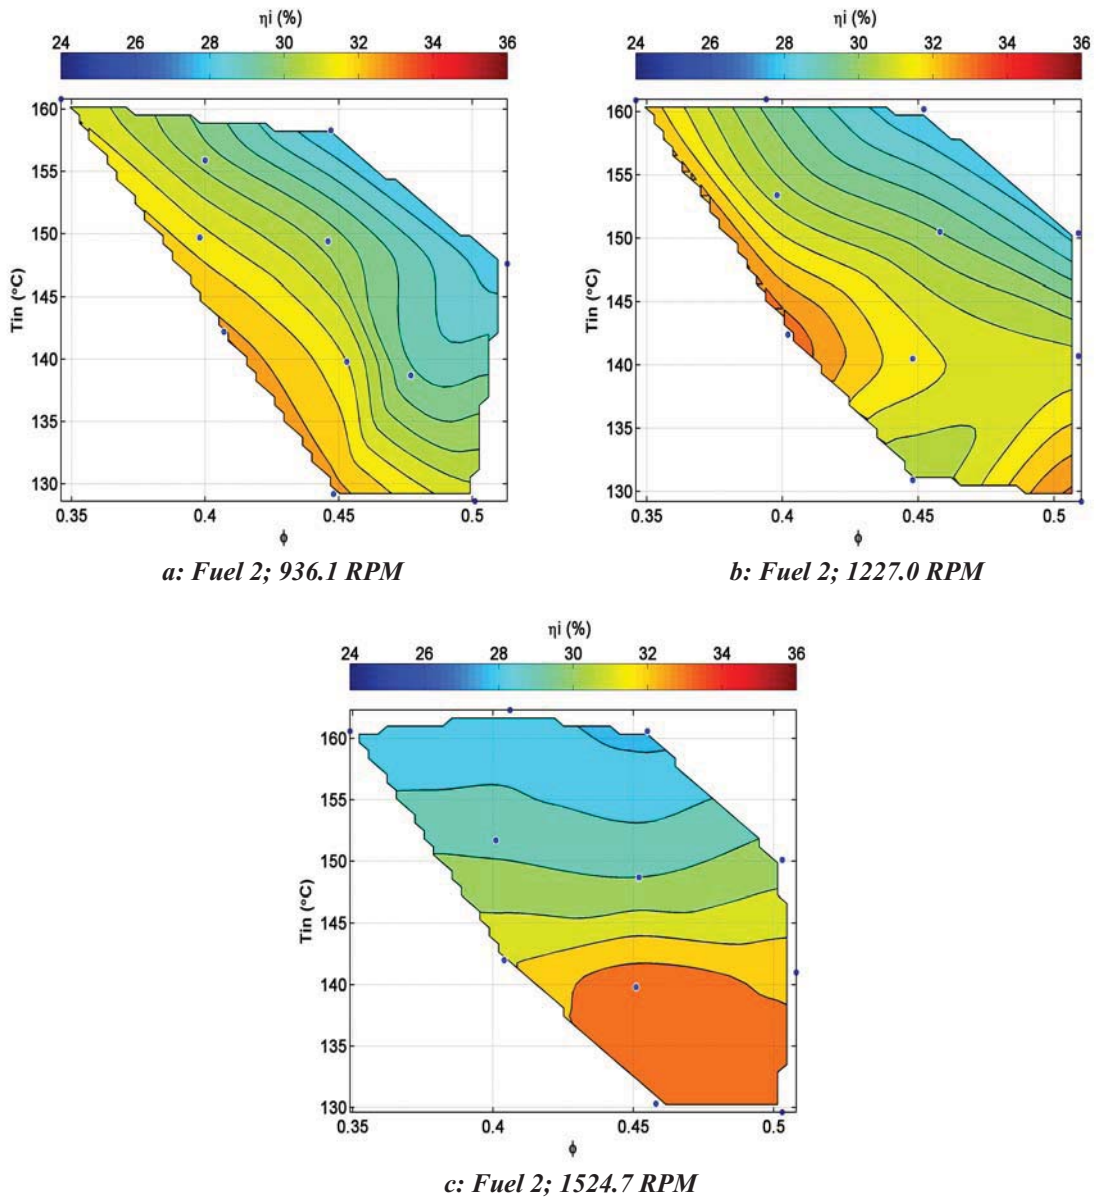 ηi (%)
24 26 28 30 32 34 36
160
155
150
145
140
135
130
Tin (°C)
0.35 0.4 0.45 0.5
ϕ
a: Fuel 2; 936.1 RPM
ηi (%)
24 26 28 30 32 34 36
160
155
150
145
140
135
130
Tin (°C)
0.35 0.4 0.45 0.5
ϕ
b: Fuel 2; 1227.0 RPM
ηi (%)
24 26 28 30 32 34 36
160
155
150
145
140
135
130
Tin (°C)
0.35 0.4 0.45 0.5
ϕ
c: Fuel 2; 1524.7 RPM